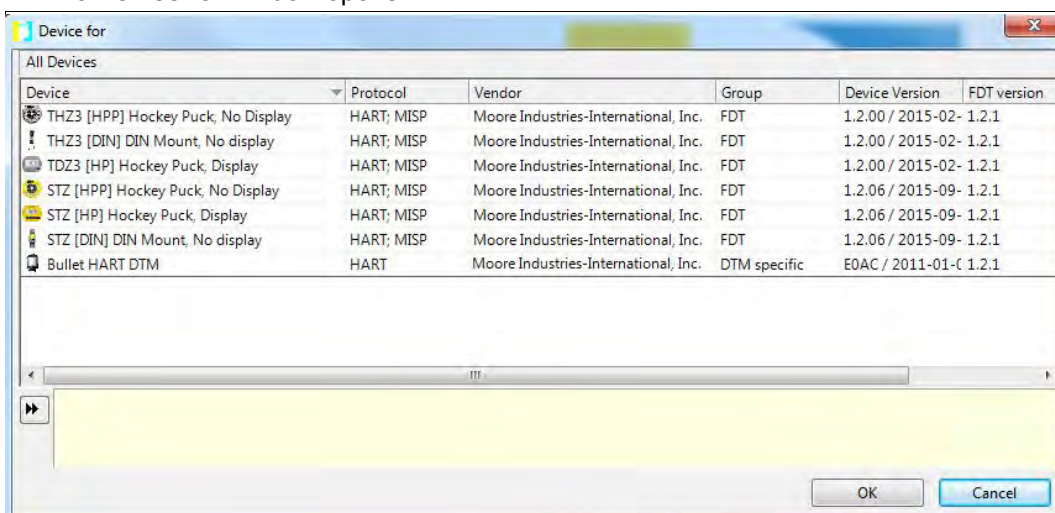 Device for
All Devices
Device Protocol Vendor Group Device Version FDT version
THZ3 [HPP] Hockey Puck, No Display HART; MISP Moore Industries-International, Inc. FDT 1.2.00 / 2015-02- 1.2.1
THZ3 [DIN] DIN Mount, No display HART; MISP Moore Industries-International, Inc. FDT 1.2.00 / 2015-02- 1.2.1
TDZ3 [HP] Hockey Puck, Display HART; MISP Moore Industries-International, Inc. FDT 1.2.00 / 2015-02- 1.2.1
STZ [HPP] Hockey Puck, No Display HART; MISP Moore Industries-International, Inc. FDT 1.2.06 / 2015-09- 1.2.1
STZ [HP] Hockey Puck, Display HART; MISP Moore Industries-International, Inc. FDT 1.2.06 / 2015-09- 1.2.1
STZ [DIN] DIN Mount, No display HART; MISP Moore Industries-International, Inc. FDT 1.2.06 / 2015-09- 1.2.1
Bullet HART DTM HART Moore Industries-International, Inc. DTM specific E0AC / 2011-01- 1.2.1
OK Cancel